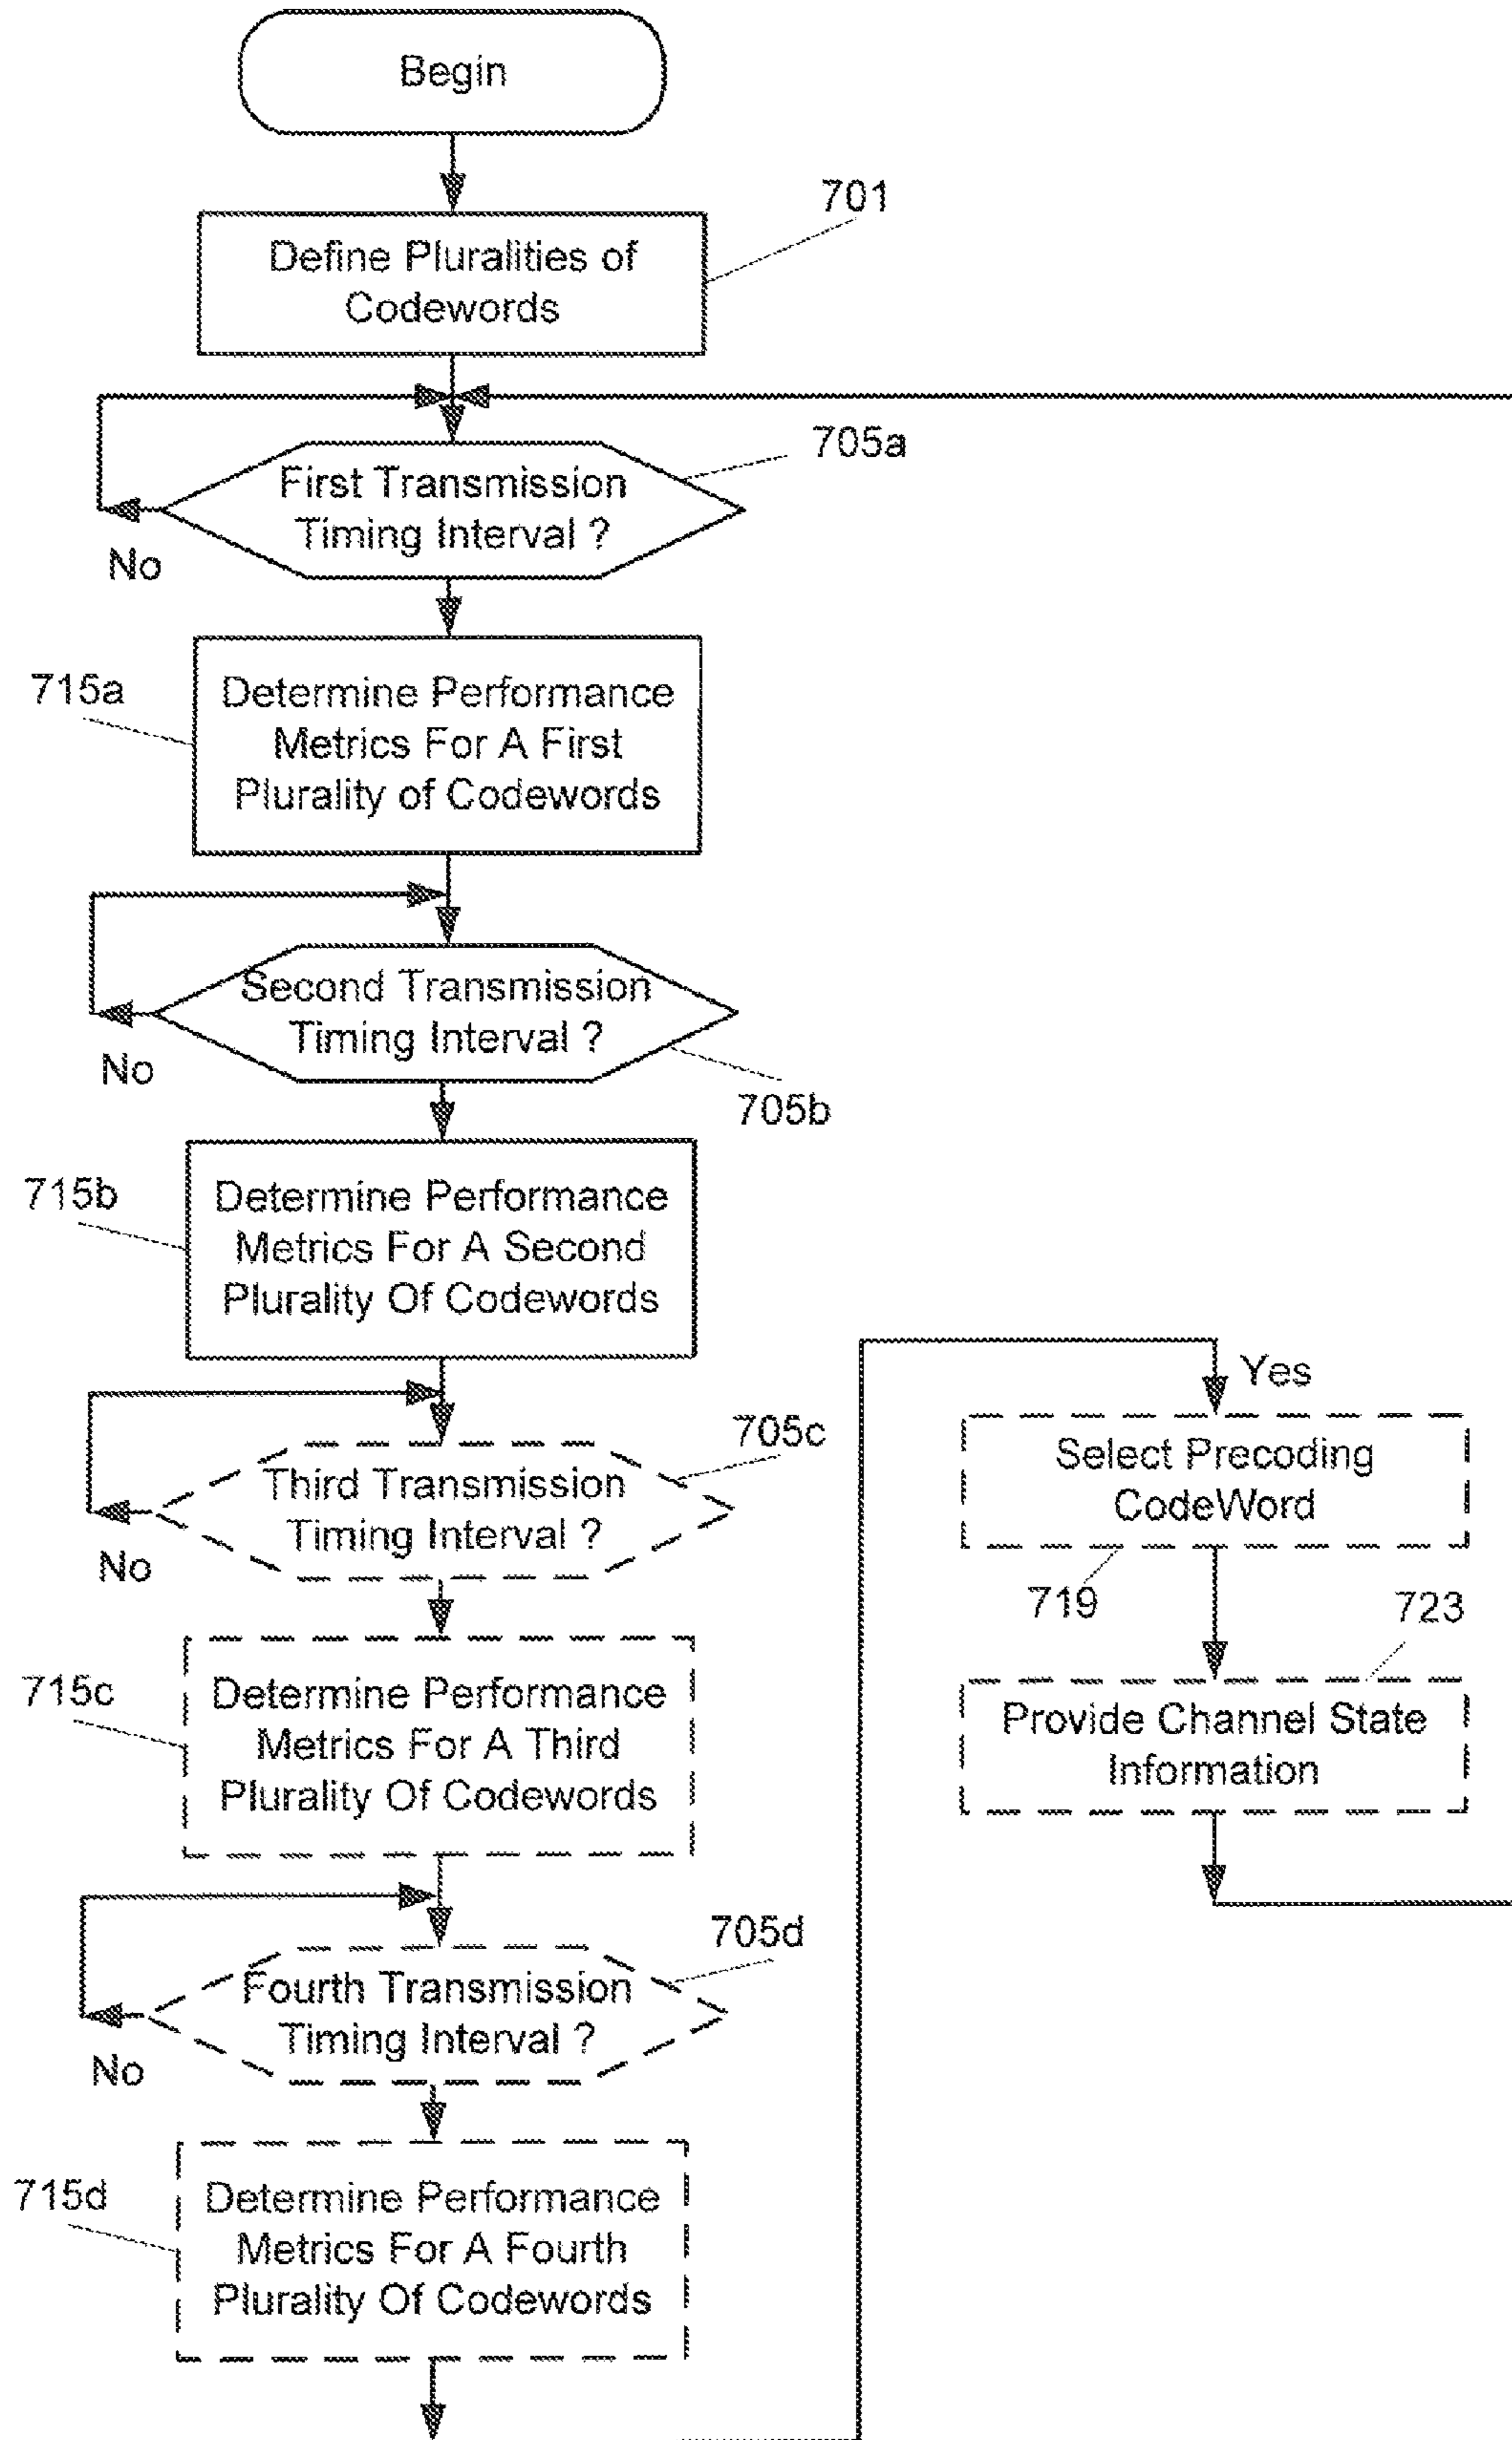 Begin
701
Define Pluralities of
Codewords
705a
First Transmission
Timing Interval ?
No
715a
Determine Performance
Metrics For A First
Plurality of Codewords
Second Transmission
Timing Interval ?
No
705b
715b
Determine Performance
Metrics For A Second
Plurality Of Codewords
705c
Third Transmission
Timing Interval ?
No
715c
Determine Performance
Metrics For A Third
Plurality Of Codewords
705d
Fourth Transmission
Timing Interval ?
No
715d
Determine Performance
Metrics For A Fourth
Plurality Of Codewords
Yes
Select Precoding
CodeWord
719
723
Provide Channel State
Information